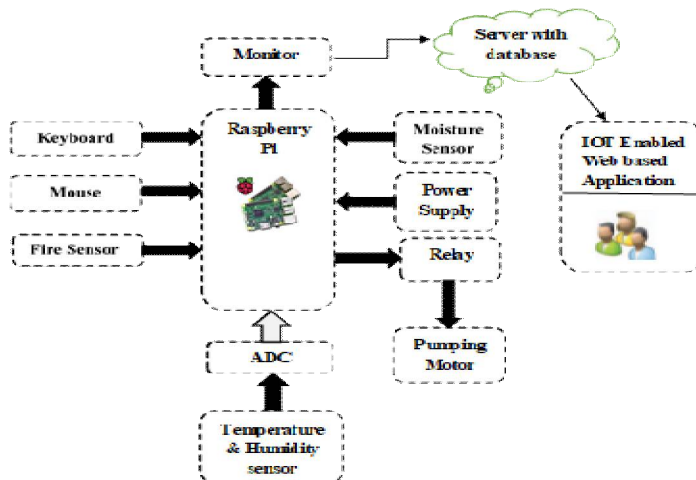 Monitor
Server with
database
Keyboard
Raspberry
PI
Moisture
Sensor
IOT Enabled
Web based
Application
Mouse
Power
Supply
Fire Sensor
Relay
ADC
Pumping
Motor
Temperature
& Humidity
sensor